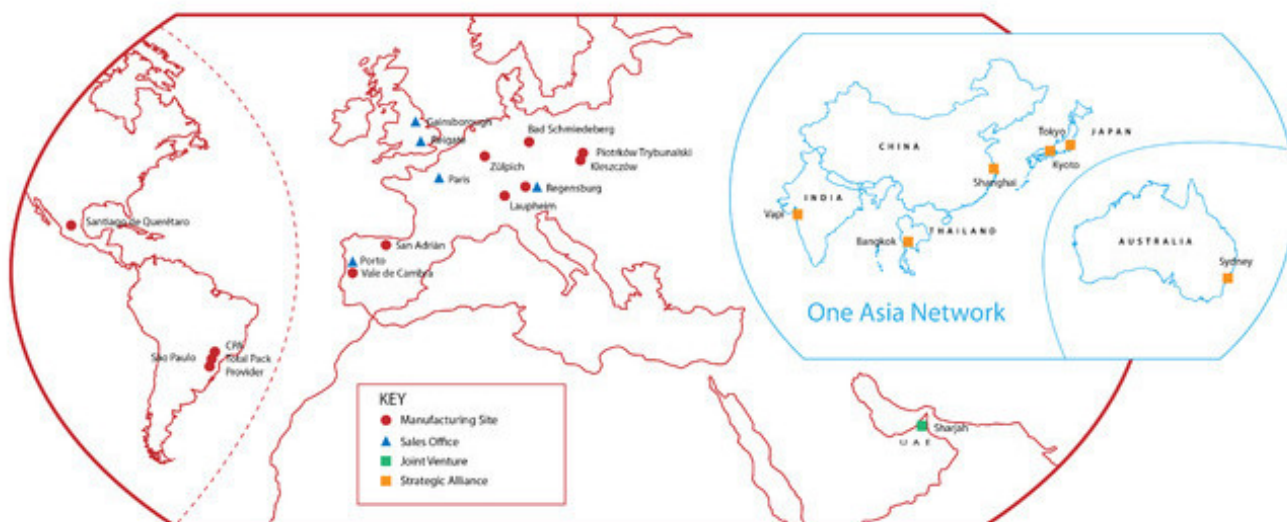 Gainsborough
Reigate
Paris
Bad Schmiedeberg
Zülpich
Piotrków Trybunalski
Kleszczów
Regensburg
Laupheim
San Adrián
Porto
Vale de Cambra
Santiago de Querétaro
São Paulo
CPA
Total Pack
Provider
KEY
Manufacturing Site
Sales Office
Joint Venture
Strategic Alliance
CHINA
Tokyo
JAPAN
Kyoto
Shanghai
INDIA
Vapi
THAILAND
Bangkok
One Asia Network
AUSTRALIA
Sydney
Sharjah
UAE